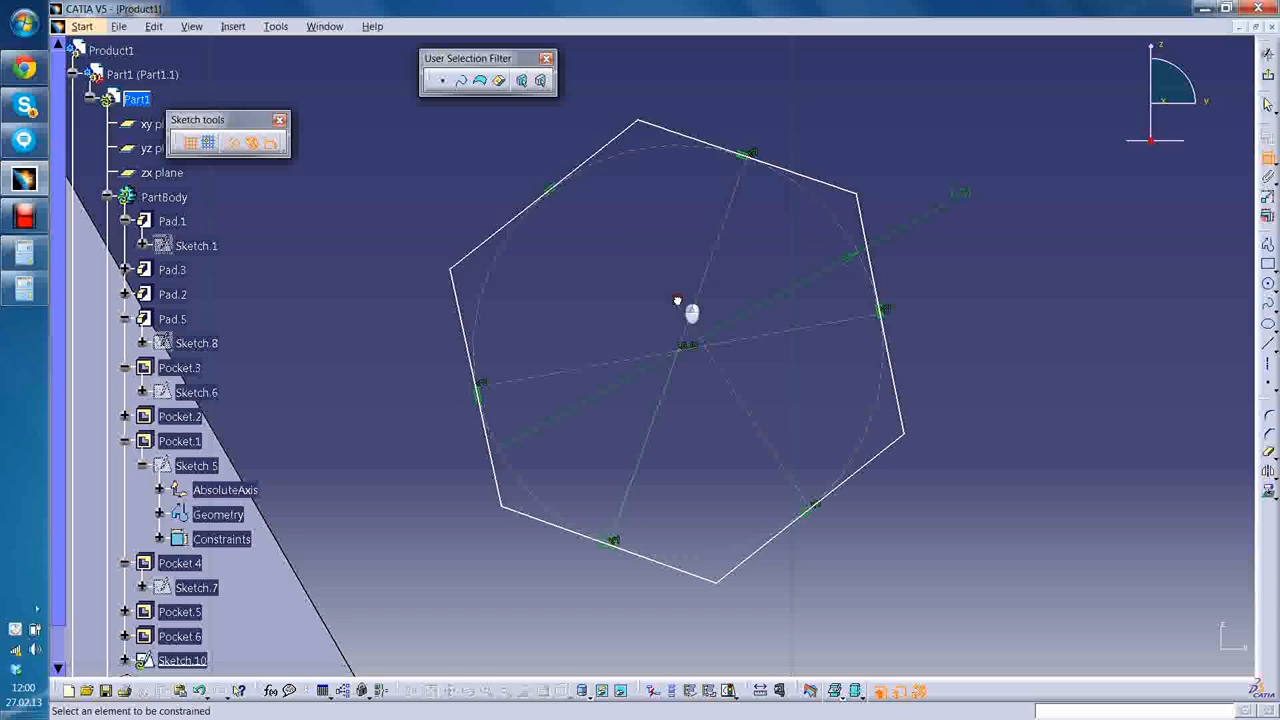 CATIA V5 - [Product1]
Start File Edit View Insert Tools Window Help
User Selection Filter
Product1
Part1 (Part1.1)
Part1
Sketch tools
xy pl
yz pl
zx plane
PartBody
Pad.1
Sketch.1
Pad.3
Pad.2
Pad.5
Sketch.8
Pocket.3
Sketch.6
Pocket.2
Pocket.1
Sketch.5
AbsoluteAxis
Geometry
Constraints
Pocket.4
Sketch.7
Pocket.5
Pocket.6
Sketch.10
z
x
y
12:00
27.02.13
Select an element to be constrained